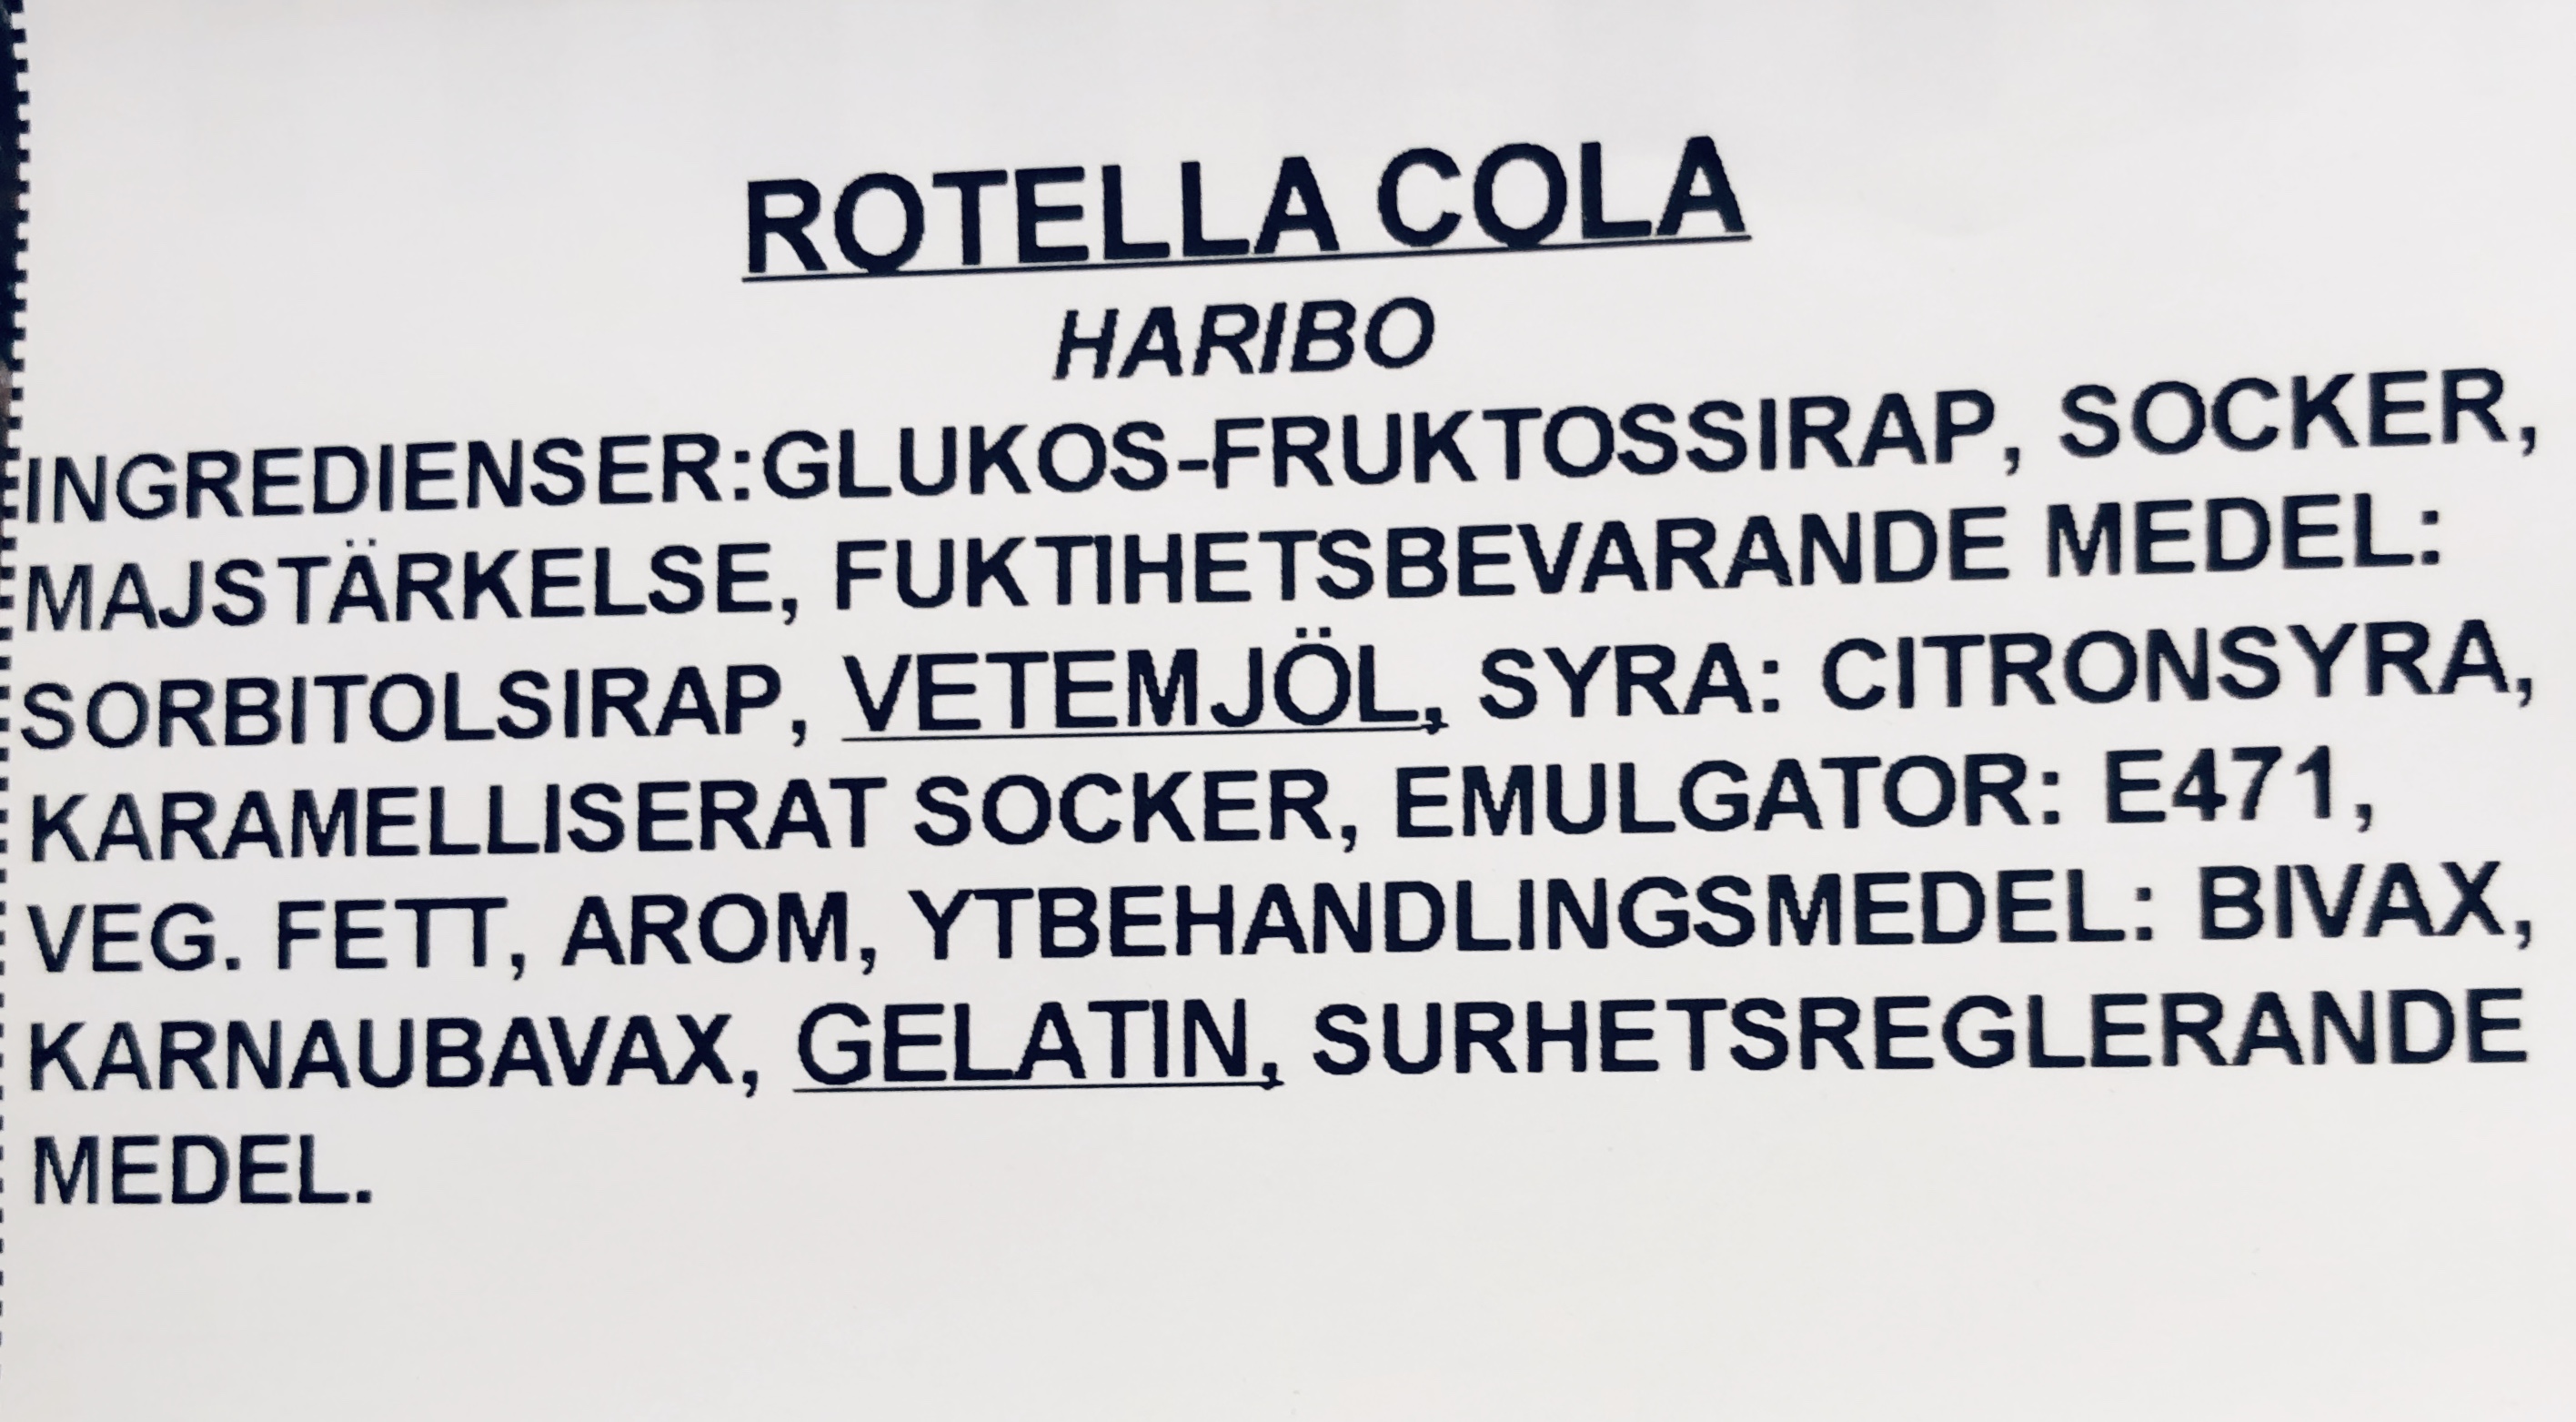 ROTELLA COLA
HARIBO
INGREDIENSER:GLUKOS-FRUKTOSSIRAP, SOCKER,
MAJSTÄRKELSE, FUKTIHETSBEVARANDE MEDEL:
SORBITOLSIRAP, VETEMJÖL, SYRA: CITRONSYRA,
KARAMELLISERAT SOCKER, EMULGATOR: E471,
VEG. FETT, AROM, YTBEHANDLINGSMEDEL: BIVAX,
KARNAUBAVAX, GELATIN, SURHETSREGLERANDE
MEDEL.